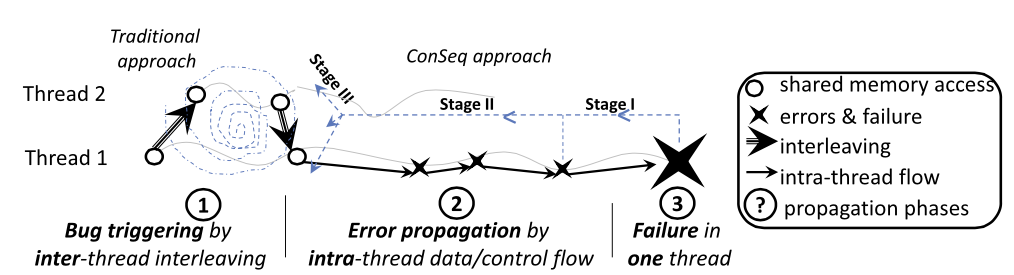 Traditional
approach
ConSeq approach
Stage III
Thread 2
Stage II
Stage I
Thread 1
1
2
3
Bug triggering by
inter-thread interleaving
Error propagation by
intra-thread data/control flow
Failure in
one thread
shared memory access
errors & failure
interleaving
intra-thread flow
? propagation phases